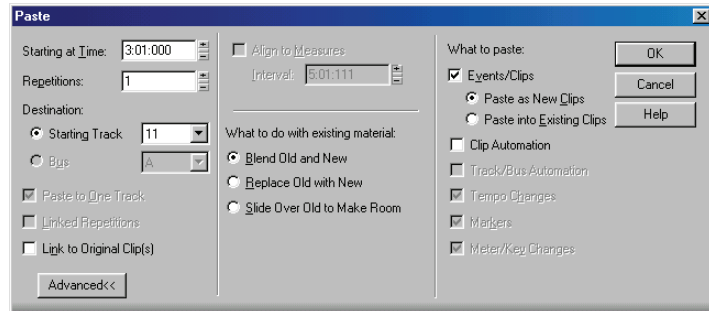 Paste
Starting at Time: 3:01:000
Repetitions: 1
Destination:
Starting Track 11
Bus A
Paste to One Track
Linked Repetitions
Link to Original Clip(s)
Advanced<<
Align to Measures
Interval: 5:01:111
What to do with existing material:
Blend Old and New
Replace Old with New
Slide Over Old to Make Room
What to paste:
Events/Clips
Paste as New Clips
Paste into Existing Clips
Clip Automation
Track/Bus Automation
Tempo Changes
Markers
Meter/Key Changes
OK
Cancel
Help